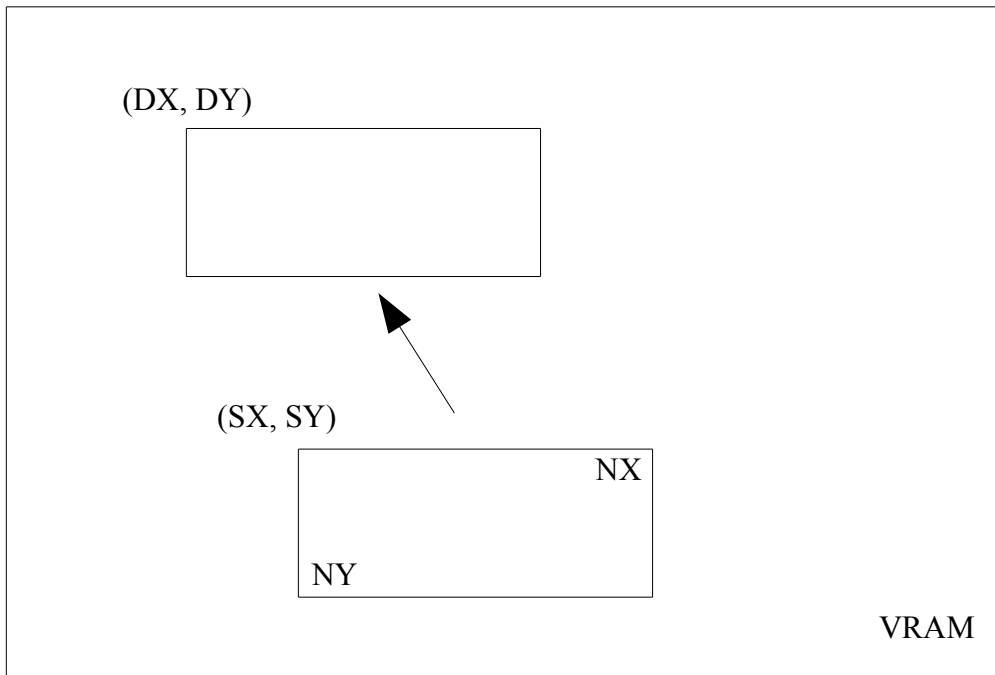 (DX, DY)
(SX, SY)
NX
NY
VRAM